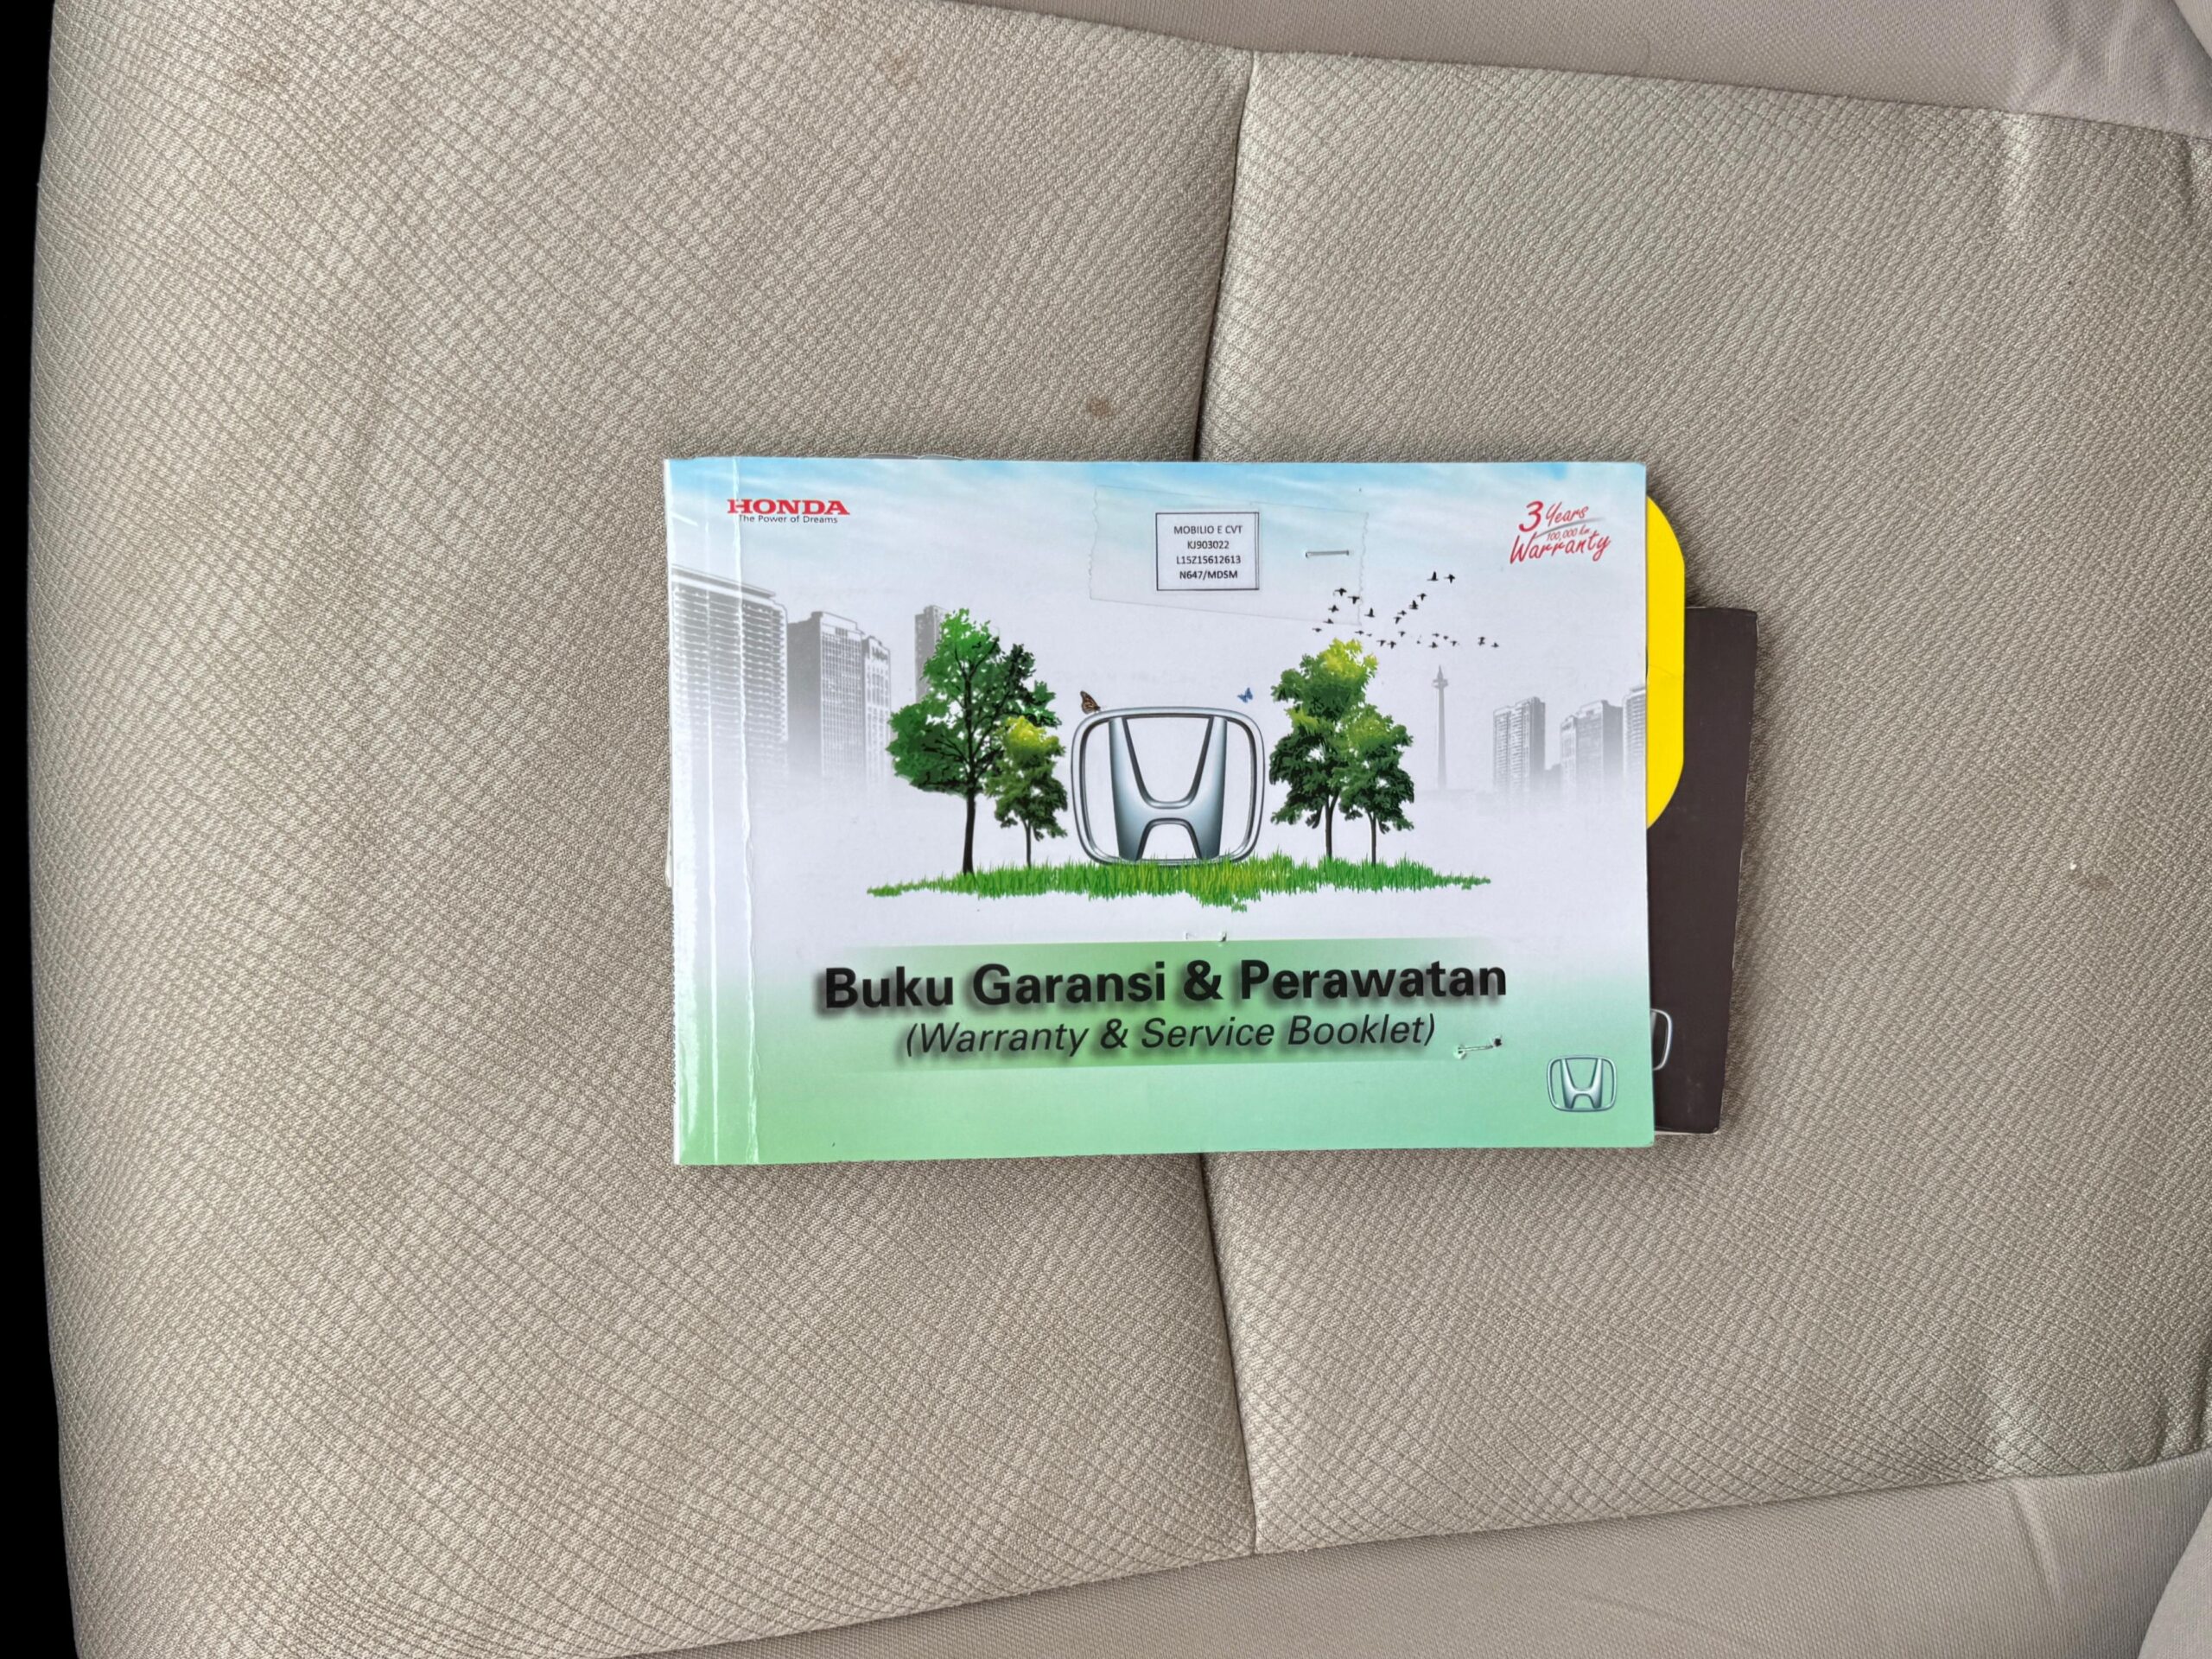 HONDA
The Power of Dreams
MOBILIO E CVT
KJ903022
L15Z15612613
N647/MDSM
3 Years
100,000 km
Warranty
Buku Garansi & Perawatan
(Warranty & Service Booklet)